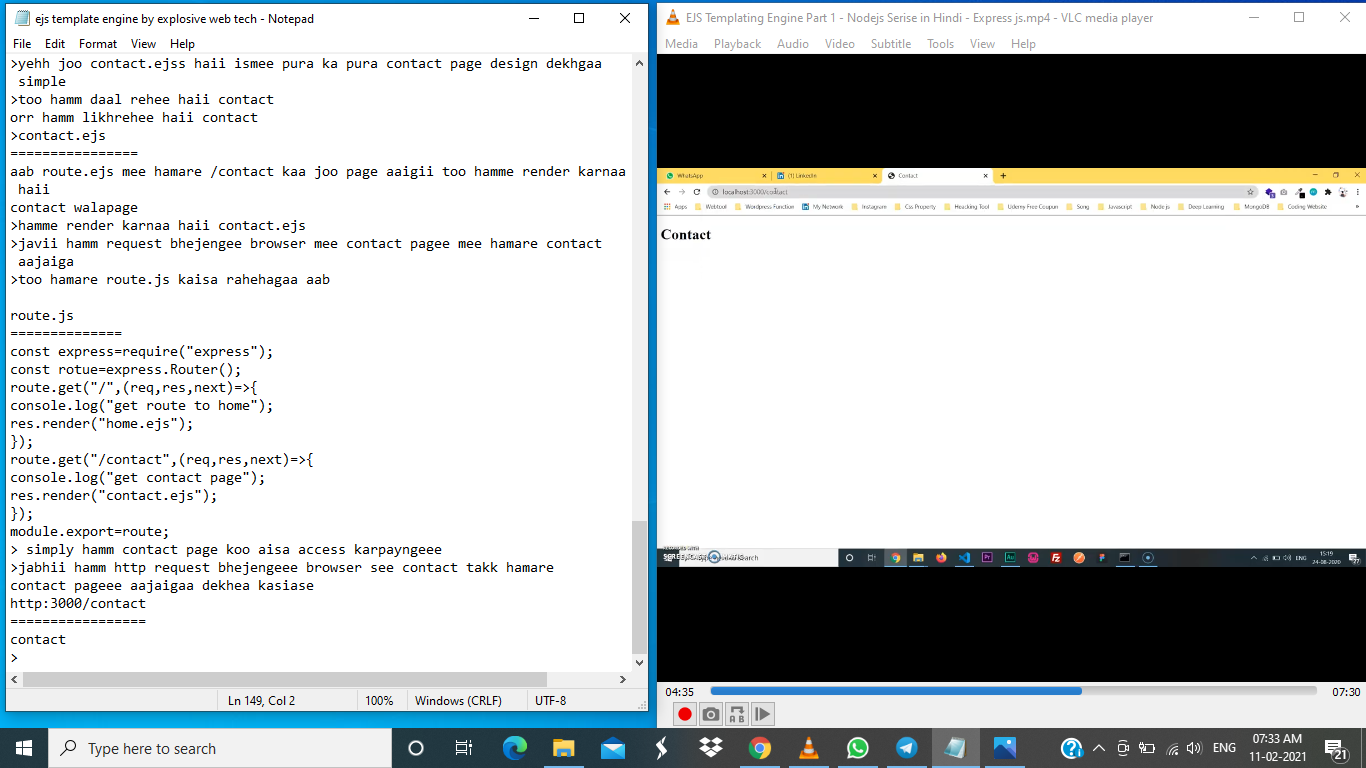 ejs template engine by explosive web tech - Notepad
File Edit Format View Help
>yehh joo contact.ejss haii ismee pura ka pura contact page design dekhgaa
simple
>too hamm daal rehee haii contact
orr hamm likhrehee haii contact
>contact.ejs
================
aab route.ejs mee hamare /contact kaa joo page aaigii too hamme render karnaa
haii
contact walapage
>hamme render karnaa haii contact.ejs
>javii hamm request bhejengee browser mee contact pagee mee hamare contact
aajaiga
>too hamare route.js kaisa rahehagaa aab
route.js
==============
const express=require("express");
const rotue=express.Router();
route.get("/",(req,res,next)=>{
console.log("get route to home");
res.render("home.ejs");
});
route.get("/contact",(req,res,next)=>{
console.log("get contact page");
res.render("contact.ejs");
});
module.export=route;
> simply hamm contact page koo aisa access karpayngeee
>jabhii hamm http request bhejengeee browser see contact takk hamare
contact pageee aajaigaa dekhea kasiase
http:3000/contact
=================
contact
>
Ln 149, Col 2 100% Windows (CRLF) UTF-8
EJS Templating Engine Part 1 - Nodejs Serise in Hindi - Express js.mp4 - VLC media player
Media Playback Audio Video Subtitle Tools View Help
WhatsApp (1) LinkedIn Contact
localhost:3000/contact
Apps Webtool Wordpress Function My Network Instagram Css Property Heacking Tool Udemy Free Coupon Song Javascript Node js Deep Learning MongoDB Coding Website
Contact
ENG 15:19
24-08-2020
04:35 07:30
Type here to search
ENG 07:33 AM
11-02-2021
21